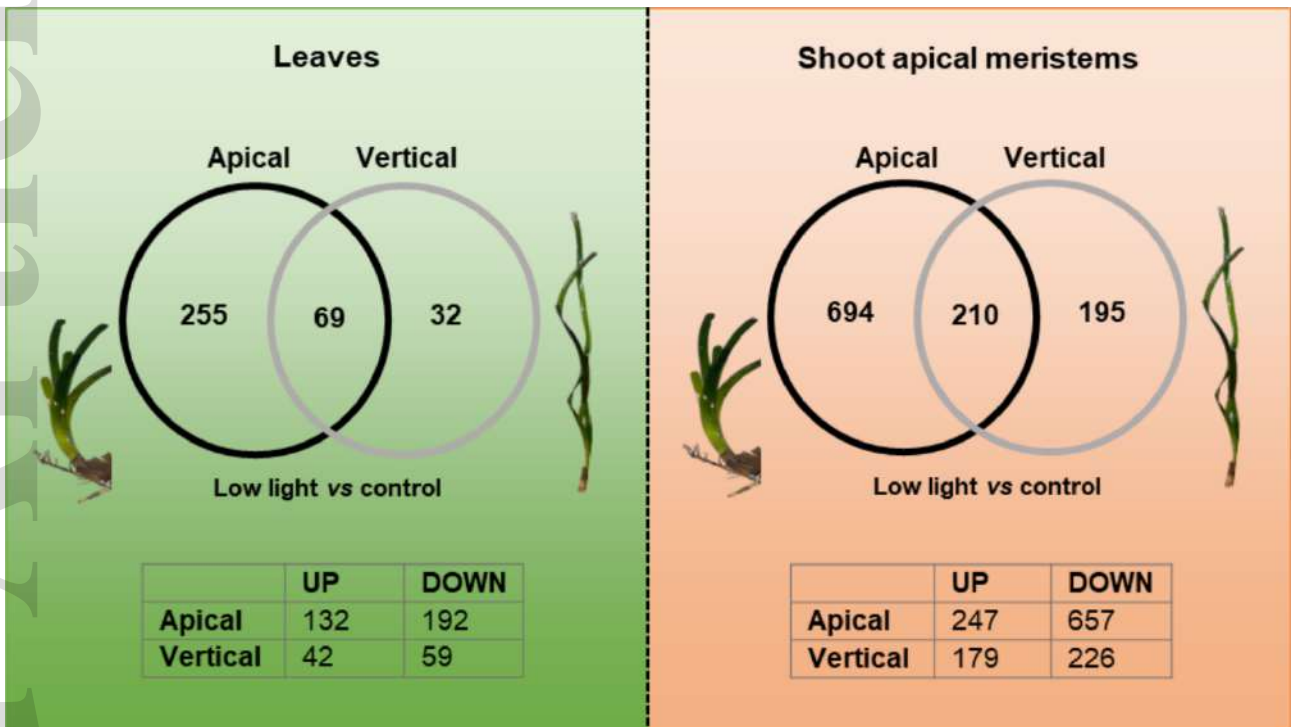 Leaves
Apical Vertical
255 69 32
Low light vs control
UP DOWN
Apical 132 192
Vertical 42 59
Shoot apical meristems
Apical Vertical
694 210 195
Low light vs control
UP DOWN
Apical 247 657
Vertical 179 226